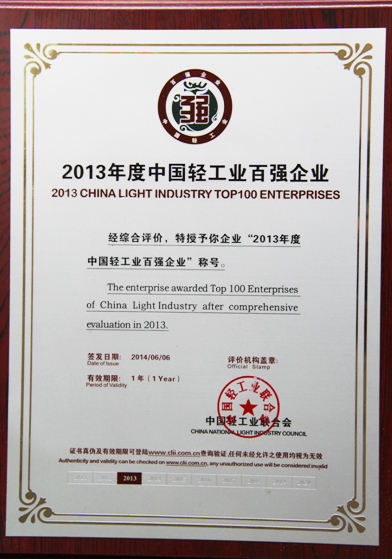 百强企业
强
中国轻工业
2013年度中国轻工业百强企业
2013 CHINA LIGHT INDUSTRY TOP100 ENTERPRISES
经综合评价，特授予你企业“2013年度
中国轻工业百强企业”称号。
The enterprise awarded Top 100 Enterprises
of China Light Industry after comprehensive
evaluation in 2013.
签发日期： 2014/06/06 评价机构盖章：
Date of Issue Official Stamp
有效期限： 1年（1 Year）
Period of Validity
中国轻工业联合会
中国轻工业联合会
CHINA NATIONAL LIGHT INDUSTRY COUNCIL
证书真伪及有效期限可登陆www.clii.com.cn查询验证,任何未经允许之使用均视为无效
Authenticity and validity can be checked on www.clii.com.cn, any unauthorized use will be considered invalid
2013